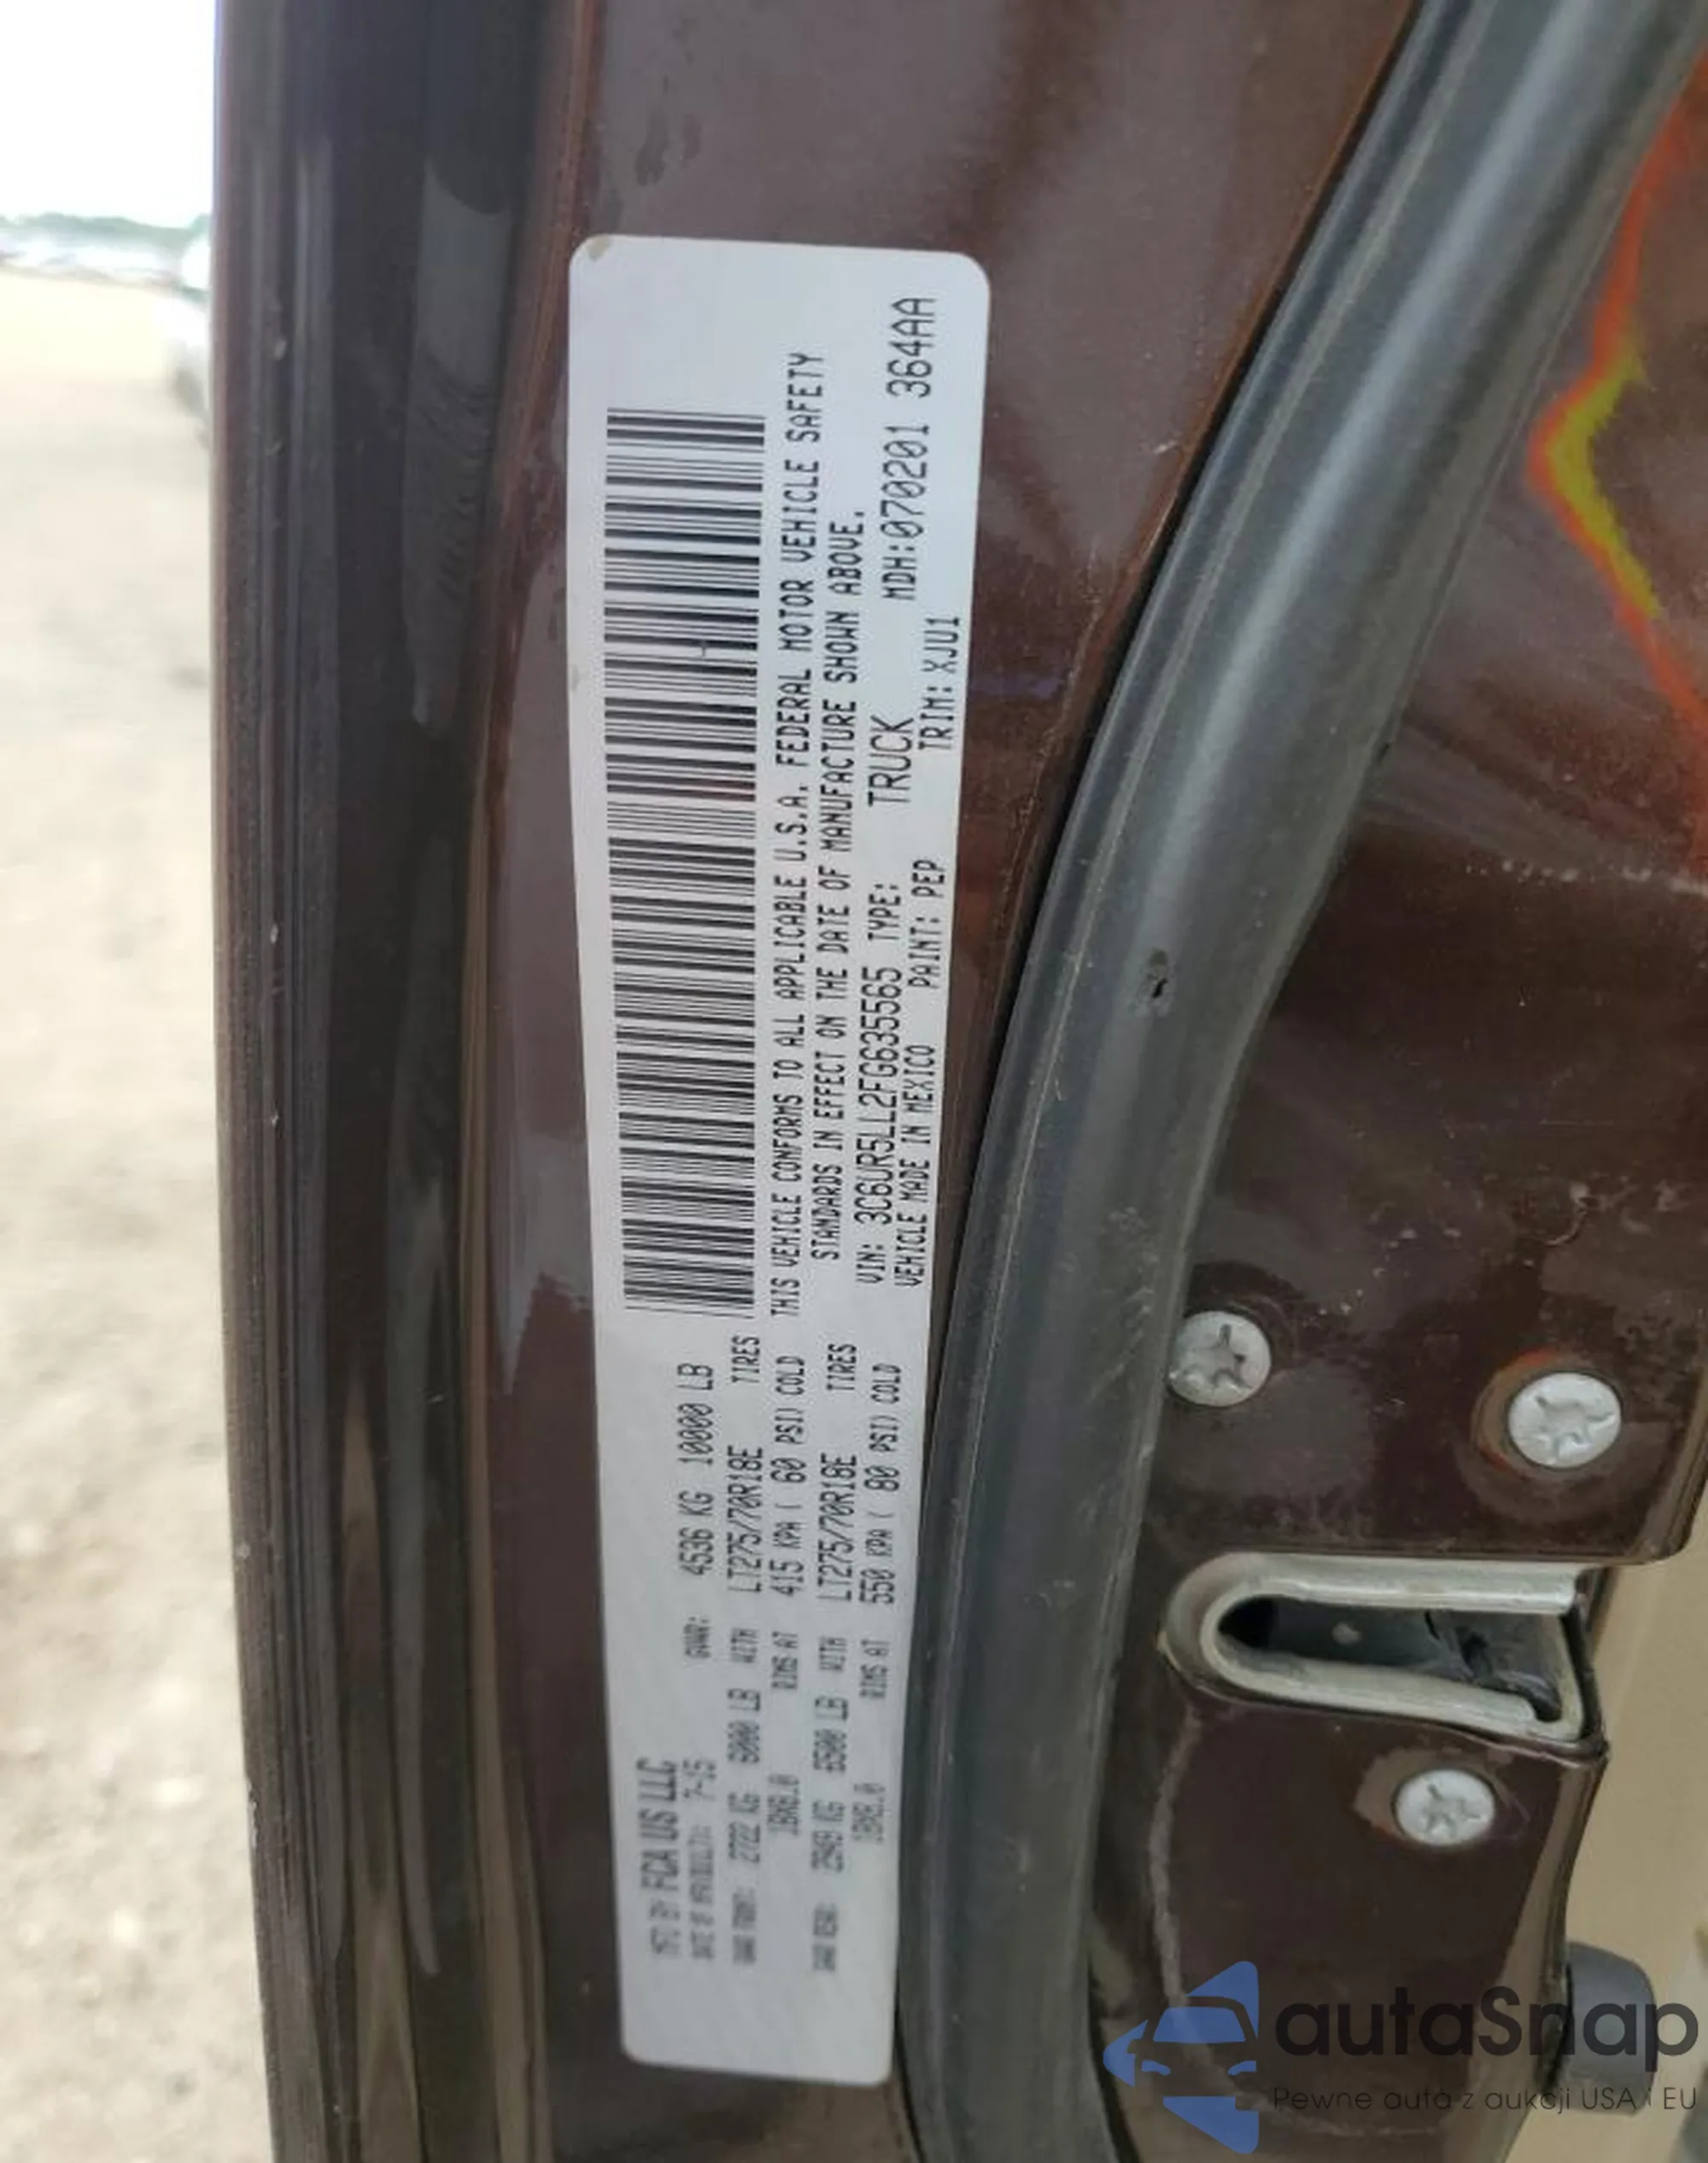 MFG BY FCA US LLC
DATE OF MFR 7-15 GVWR: 4536 KG 10000 LB
GAWR FRONT: 2722 KG 6000 LB WITH LT275/70R18E TIRES
18X8.0 RIMS AT 415 KPA ( 60 PSI) COLD
GAWR REAR: 2948 KG 6500 LB WITH LT275/70R18E TIRES
18X8.0 RIMS AT 550 KPA ( 80 PSI) COLD
THIS VEHICLE CONFORMS TO ALL APPLICABLE U.S.A. FEDERAL MOTOR VEHICLE SAFETY
STANDARDS IN EFFECT ON THE DATE OF MANUFACTURE SHOWN ABOVE.
VIN: 3C6UR5LL2FG635565 TYPE: TRUCK MDH:070201 364AA
VEHICLE MADE IN MEXICO PAINT: PEP TRIM: XJU1
autaSnap
Pewne auta z aukcji USA i EU